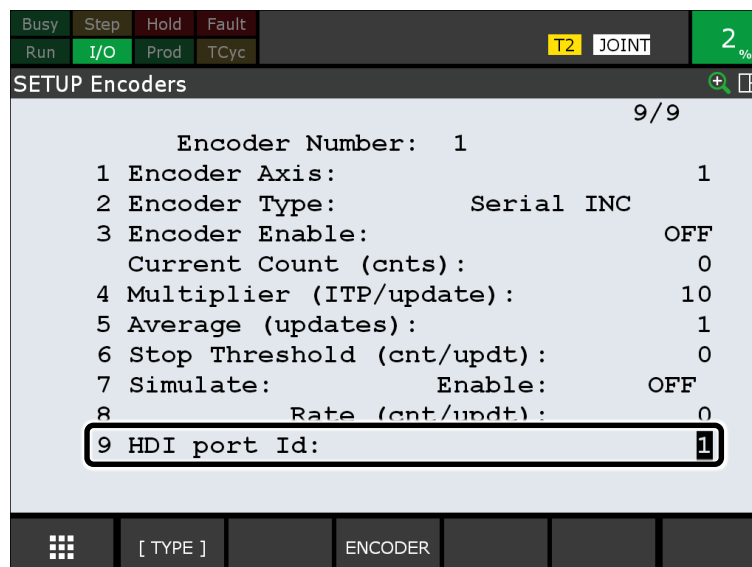 Busy Step Hold Fault
Run I/O Prod TCyc T2 JOINT 2 %
SETUP Encoders
9/9
Encoder Number: 1
1 Encoder Axis: 1
2 Encoder Type: Serial INC
3 Encoder Enable: OFF
Current Count (cnts): 0
4 Multiplier (ITP/update): 10
5 Average (updates): 1
6 Stop Threshold (cnt/updt): 0
7 Simulate: Enable: OFF
8 Rate (cnt/updt): 0
9 HDI port Id: 1
[ TYPE ] ENCODER